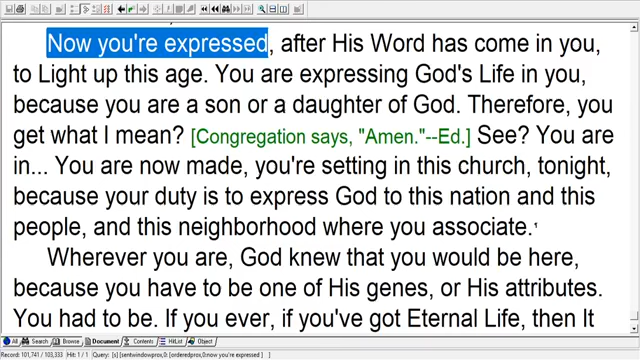 Now you're expressed, after His Word has come in you,
to Light up this age. You are expressing God's Life in you,
because you are a son or a daughter of God. Therefore, you
get what I mean? [Congregation says, "Amen."--Ed.] See? You are
in... You are now made, you're setting in this church, tonight,
because your duty is to express God to this nation and this
people, and this neighborhood where you associate.
Wherever you are, God knew that you would be here,
because you have to be one of His genes, or His attributes.
You had to. If you ever, if you've got Eternal Life, then It
All Search Browse Document Contents HitList Object
Record: 101,741 / 103,333 Hit: 1 / 1 Query: [s] {sentwindowpros,0: {orderedpros,0:now you're expressed } }